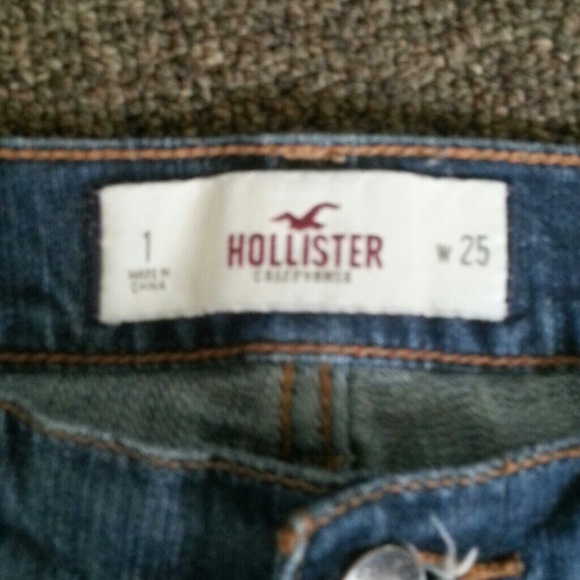 1
MADE IN
CHINA
HOLLISTER
CALIFORNIA
W 25